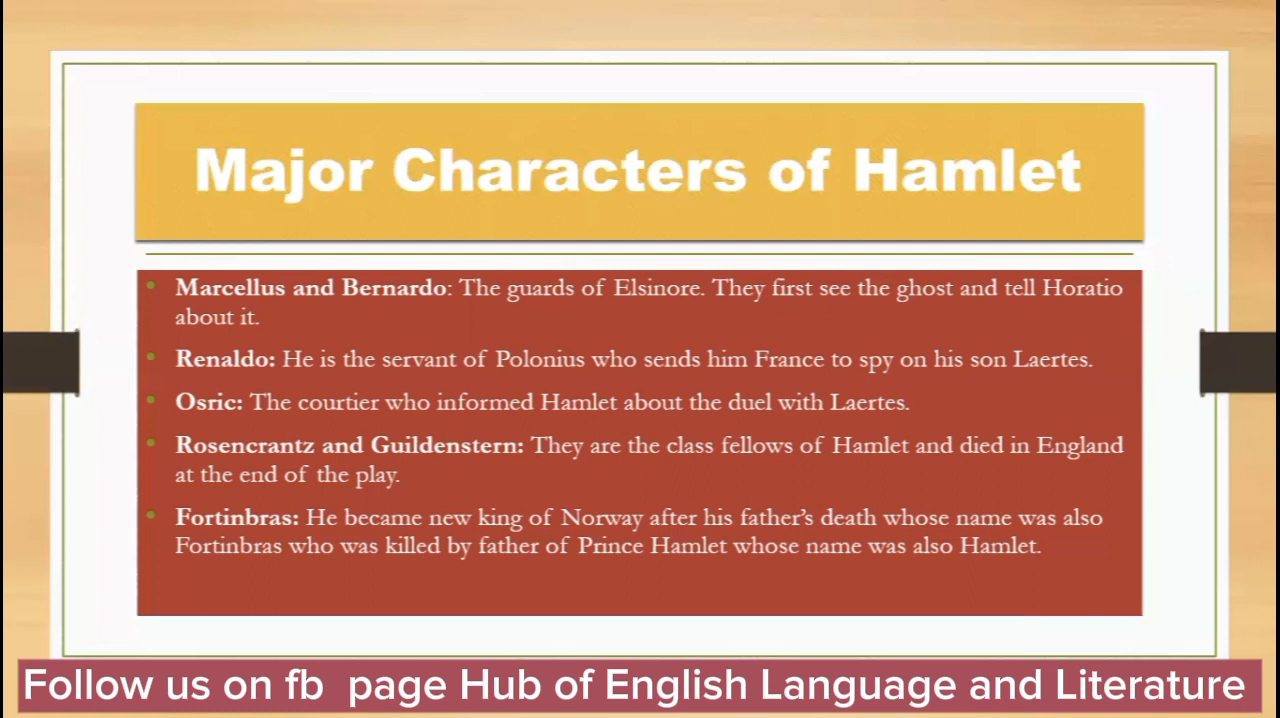 Major Characters of Hamlet
• Marcellus and Bernardo: The guards of Elsinore. They first see the ghost and tell Horatio
about it.
• Renaldo: He is the servant of Polonius who sends him France to spy on his son Laertes.
• Osric: The courtier who informed Hamlet about the duel with Laertes.
• Rosencrantz and Guildenstern: They are the class fellows of Hamlet and died in England
at the end of the play.
• Fortinbras: He became new king of Norway after his father’s death whose name was also
Fortinbras who was killed by father of Prince Hamlet whose name was also Hamlet.
Follow us on fb page Hub of English Language and Literature